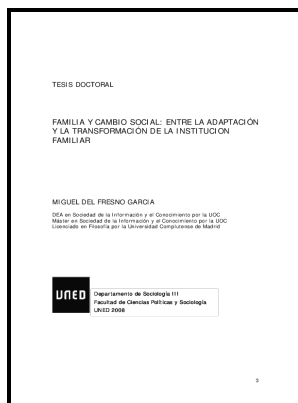 TESIS DOCTORAL
FAMILIA Y CAMBIO SOCIAL: ENTRE LA ADAPTACIÓN
Y LA TRANSFORMACIÓN DE LA INSTITUCION
FAMILIAR
MIGUEL DEL FRESNO GARCIA
DEA en Sociedad de la Información y el Conocimiento por la UOC
Máster en Sociedad de la Información y el Conocimiento por la UOC
Licenciado en Filosofía por la Universidad Complutense de Madrid
UNED
Departamento de Sociología III
Facultad de Ciencias Políticas y Sociología
UNED 2008
3